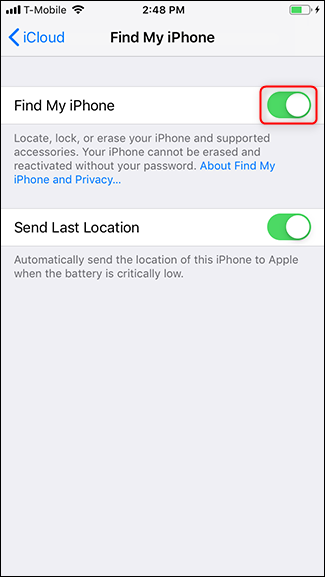 T-Mobile 2:48 PM
iCloud Find My iPhone
Find My iPhone
Locate, lock, or erase your iPhone and supported
accessories. Your iPhone cannot be erased and
reactivated without your password. About Find My
iPhone and Privacy...
Send Last Location
Automatically send the location of this iPhone to Apple
when the battery is critically low.